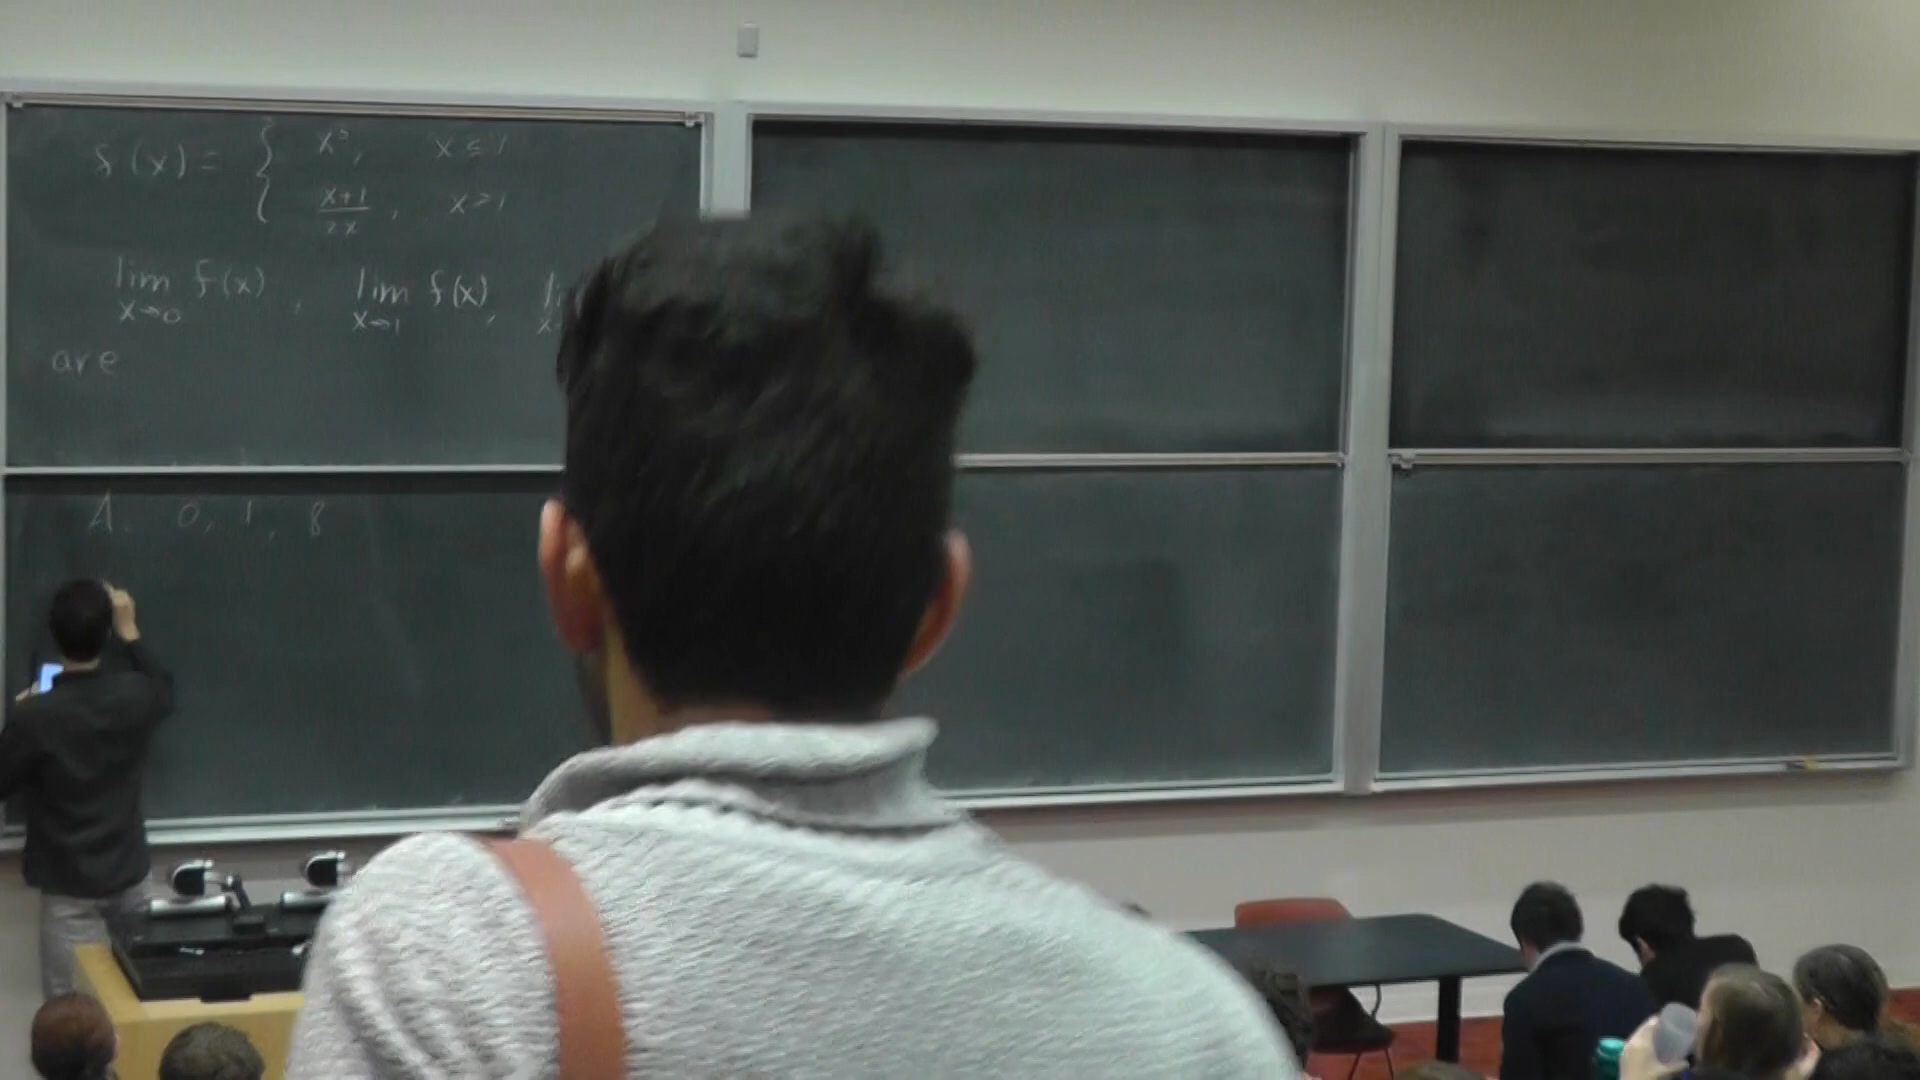 f(x) = { x³, x ≤ 1
x+1 / 2x , x > 1
lim x→0 f(x) , lim x→1 f(x),
are
A. 0, 1, 8